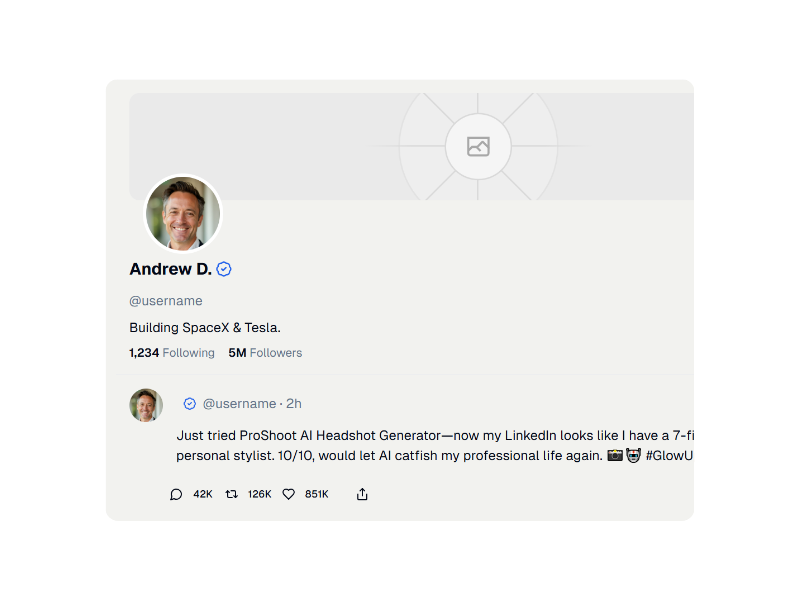 Andrew D.
@username
Building SpaceX & Tesla.
1,234 Following 5M Followers
@username · 2h
Just tried ProShoot AI Headshot Generator—now my LinkedIn looks like I have a 7-fi
personal stylist. 10/10, would let AI catfish my professional life again. 📸🤖 #GlowU
42K 126K 851K